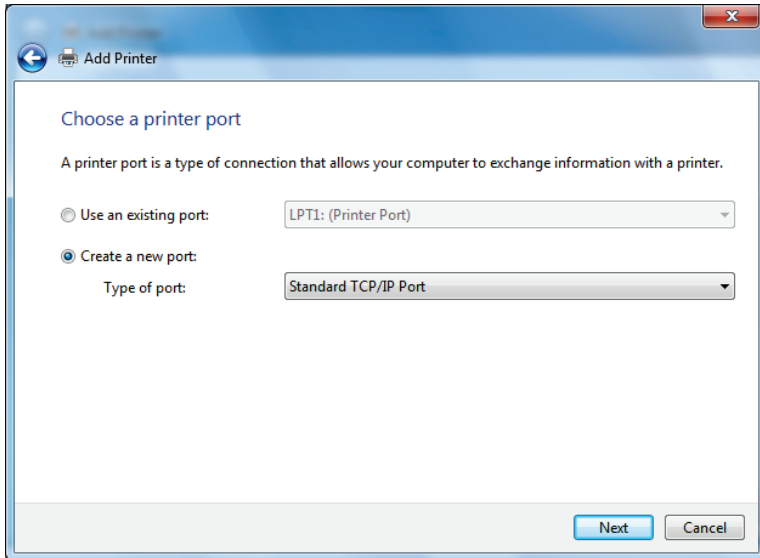 Add Printer
Choose a printer port
A printer port is a type of connection that allows your computer to exchange information with a printer.
Use an existing port: LPT1: (Printer Port)
Create a new port:
Type of port: Standard TCP/IP Port
Next Cancel